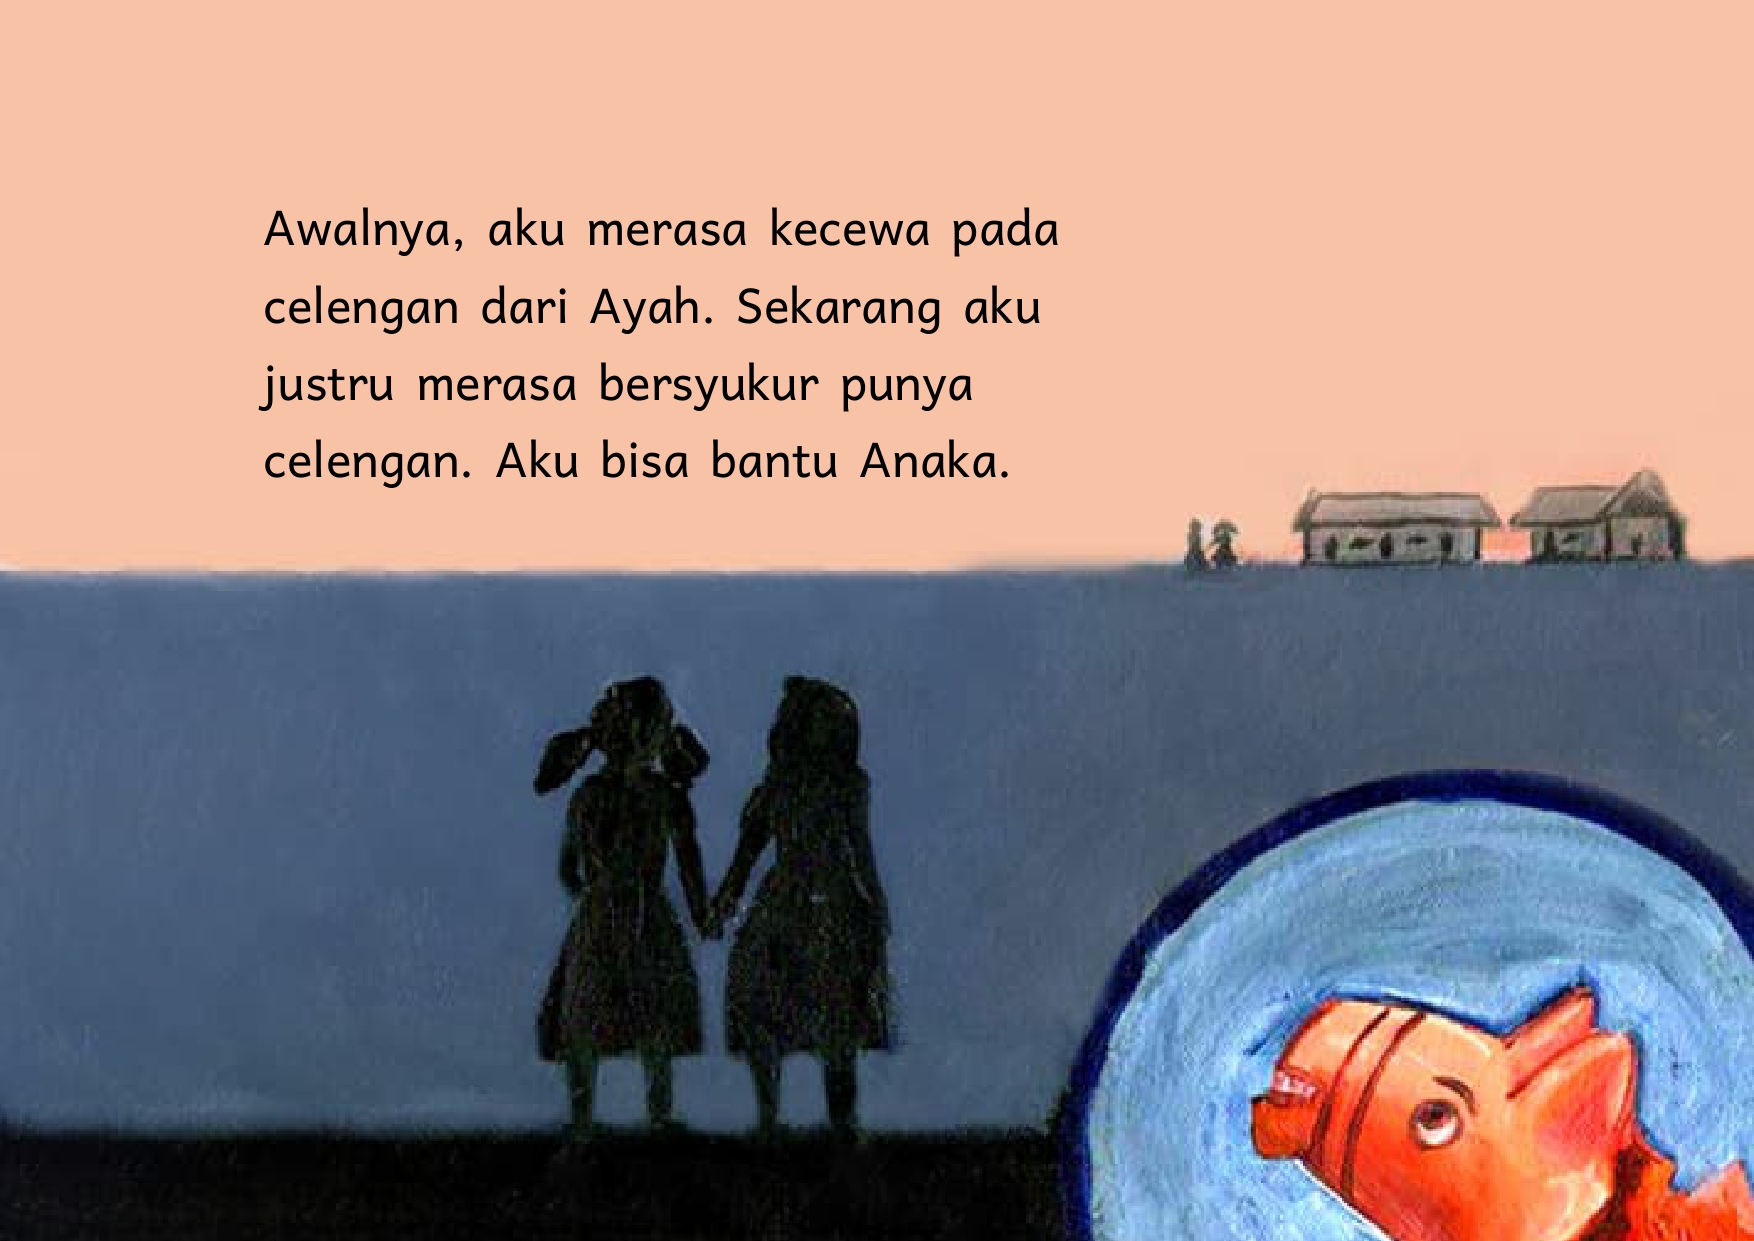 Awalnya, aku merasa kecewa pada
celengan dari Ayah. Sekarang aku
justru merasa bersyukur punya
celengan. Aku bisa bantu Anaka.